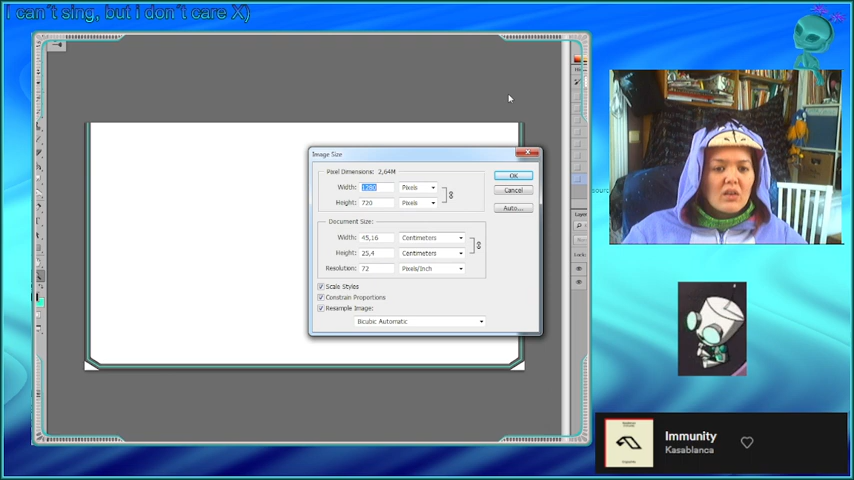 i can´t sing, but i don´t care X)
Image Size
Pixel Dimensions: 2,64M
Width: 1280 Pixels
Height: 720 Pixels
Document Size:
Width: 45,16 Centimeters
Height: 25,4 Centimeters
Resolution: 72 Pixels/Inch
Scale Styles
Constrain Proportions
Resample Image:
Bicubic Automatic
OK
Cancel
Auto...
Immunity
Kasablanca